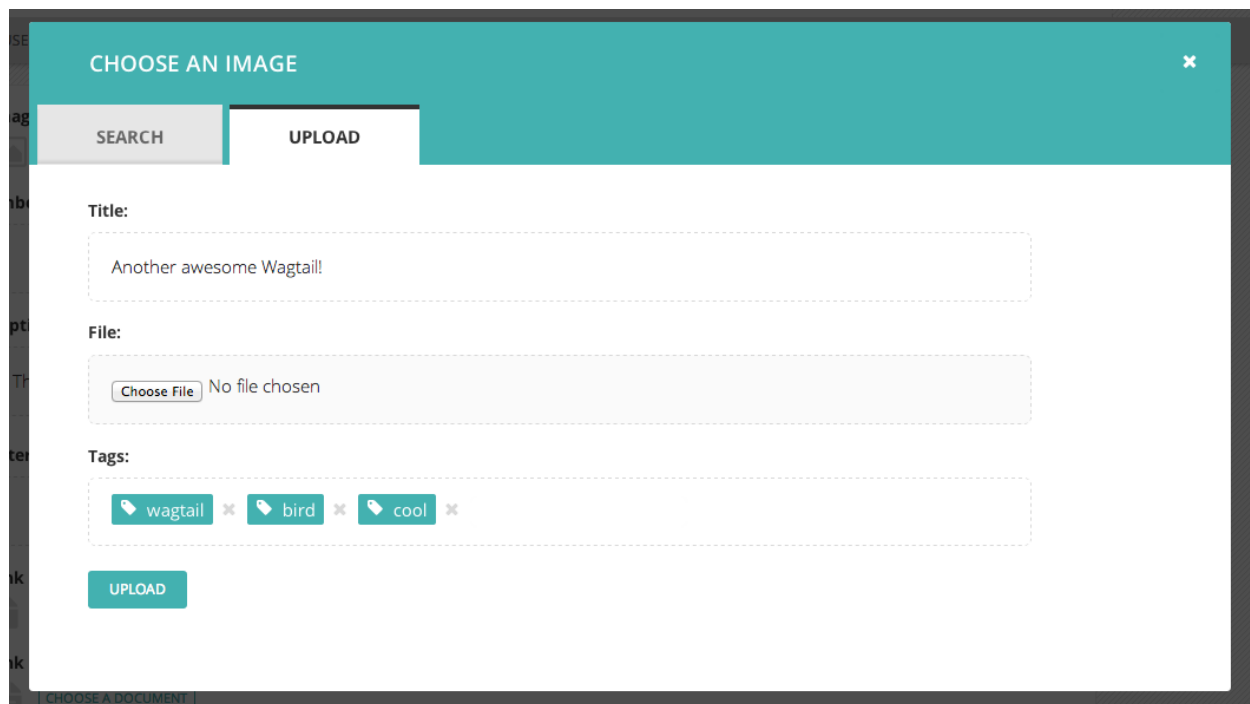 CHOOSE AN IMAGE
SEARCH
UPLOAD
Title:
Another awesome Wagtail!
File:
Choose File No file chosen
Tags:
wagtail bird cool
UPLOAD
CHOOSE A DOCUMENT